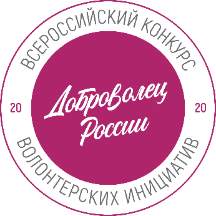 ВСЕРОССИЙСКИЙ КОНКУРС
20
Доброволец
России
20
ВОЛОНТЕРСКИХ ИНИЦИАТИВ